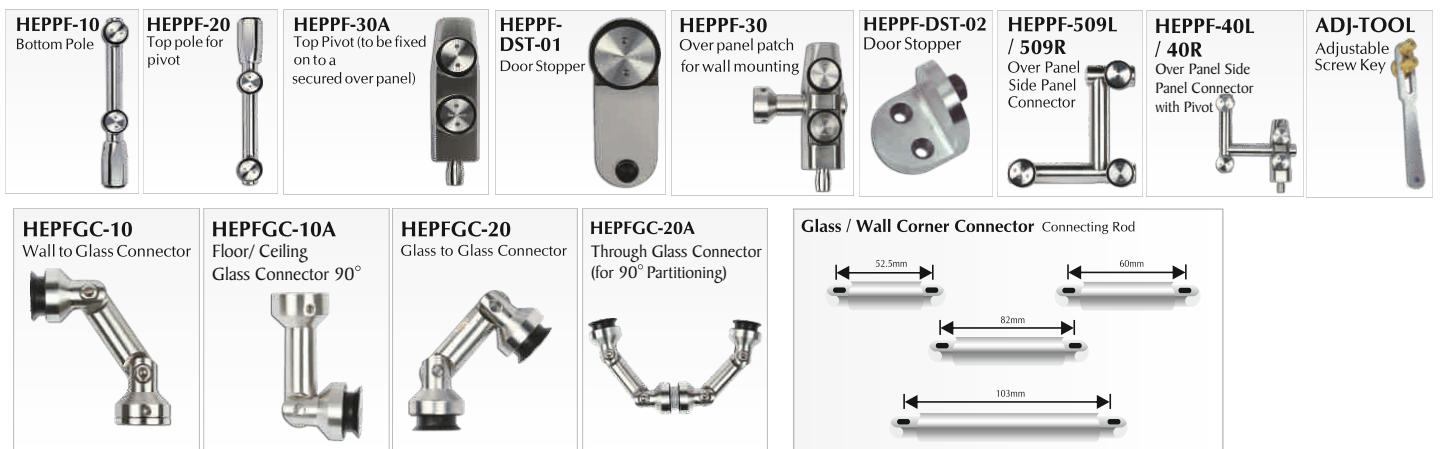 HEPPF-10
Bottom Pole
HEPPF-20
Top pole for
pivot
HEPPF-30A
Top Pivot (to be fixed
on to a
secured over panel)
HEPPF-
DST-01
Door Stopper
HEPPF-30
Over panel patch
for wall mounting
HEPPF-DST-02
Door Stopper
HEPPF-509L
/ 509R
Over Panel
Side Panel
Connector
HEPPF-40L
/ 40R
Over Panel Side
Panel Connector
with Pivot
ADJ-TOOL
Adjustable
Screw Key
HEPFGC-10
Wall to Glass Connector
HEPFGC-10A
Floor/ Ceiling
Glass Connector 90°
HEPFGC-20
Glass to Glass Connector
HEPFGC-20A
Through Glass Connector
(for 90° Partitioning)
Glass / Wall Corner Connector Connecting Rod
52.5mm
60mm
82mm
103mm